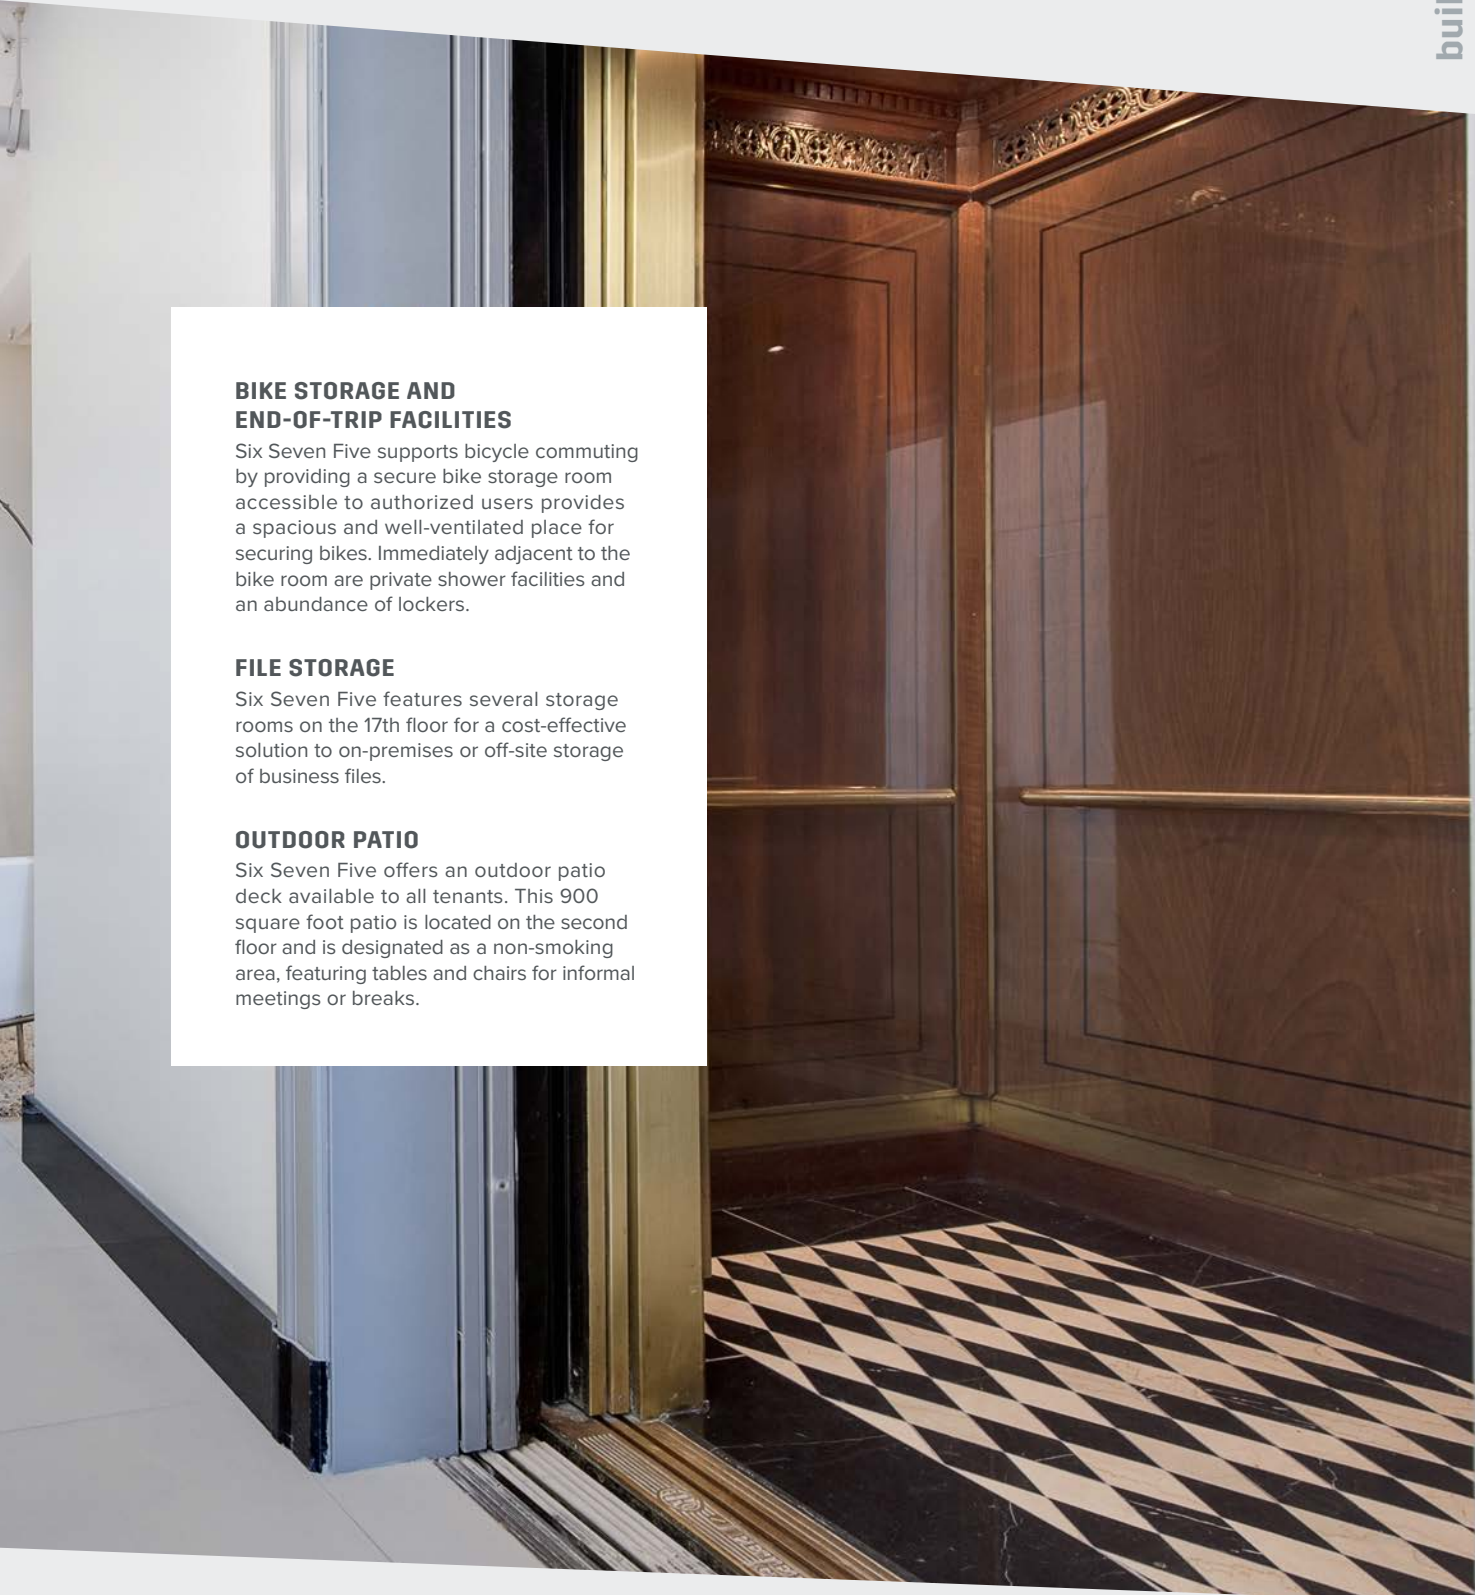 buil
BIKE STORAGE AND
END-OF-TRIP FACILITIES
Six Seven Five supports bicycle commuting
by providing a secure bike storage room
accessible to authorized users provides
a spacious and well-ventilated place for
securing bikes. Immediately adjacent to the
bike room are private shower facilities and
an abundance of lockers.
FILE STORAGE
Six Seven Five features several storage
rooms on the 17th floor for a cost-effective
solution to on-premises or off-site storage
of business files.
OUTDOOR PATIO
Six Seven Five offers an outdoor patio
deck available to all tenants. This 900
square foot patio is located on the second
floor and is designated as a non-smoking
area, featuring tables and chairs for informal
meetings or breaks.